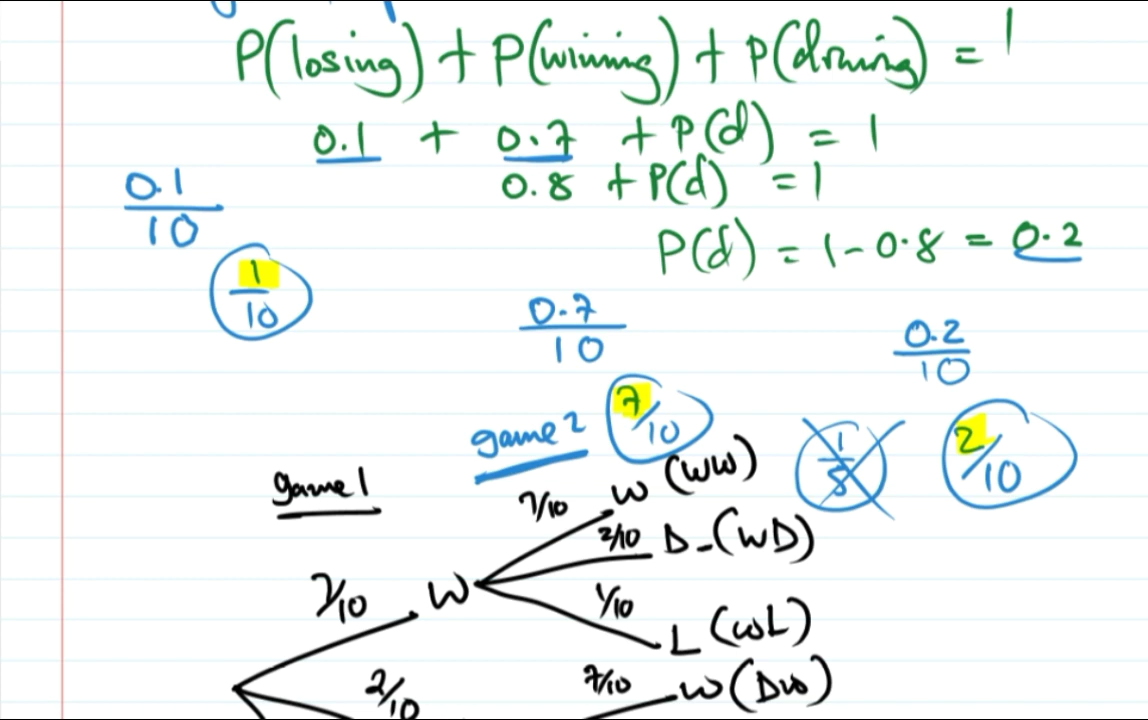 P(losing) + P(wining) + P(drawing) = 1
0.1 + 0.7 + P(d) = 1
0.8 + P(d) = 1
P(d) = 1 - 0.8 = 0.2
0.1/10
1/10
0.7/10
7/10
0.2/10
1/5
2/10
game 1
game 2
7/10 W
7/10 W (WW)
2/10 D - (WD)
1/10 L (WL)
2/10
7/10 W (DW)